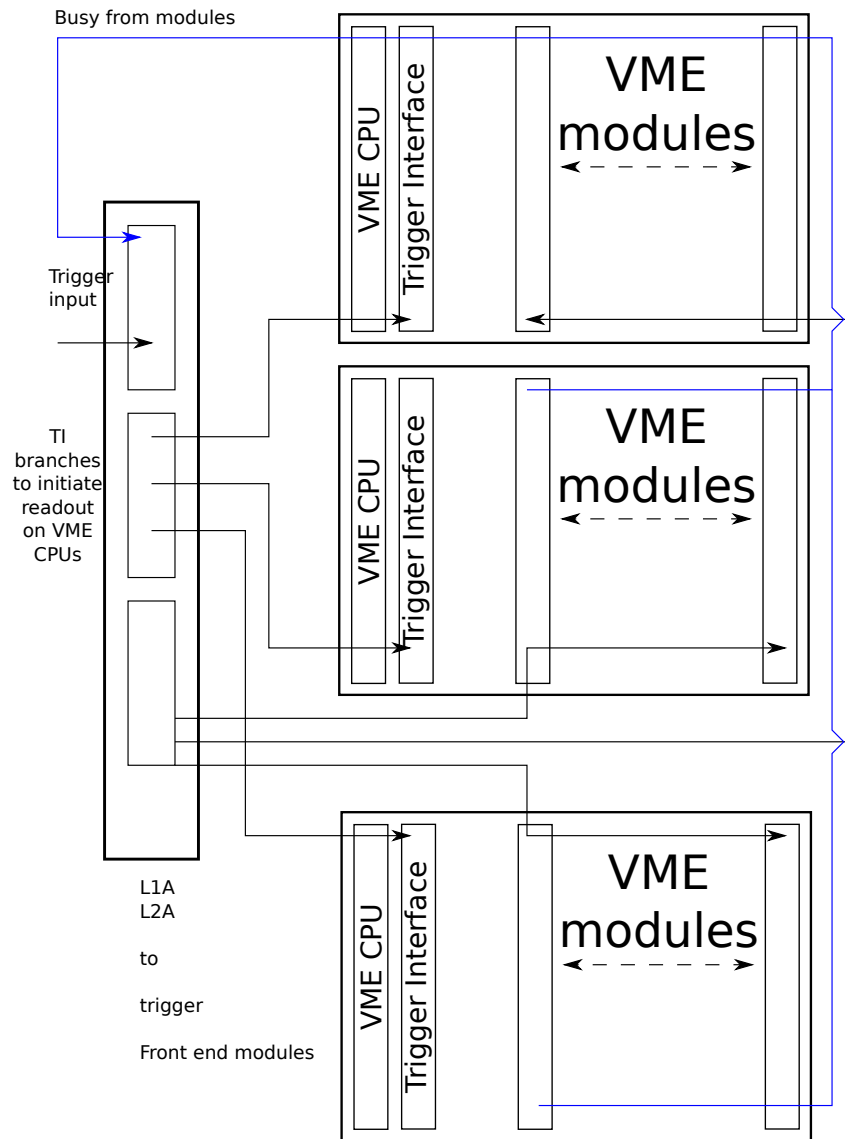 Busy from modules
VME CPU
Trigger Interface
VME
modules
Trigger
input
TI
branches
to initiate
readout
on VME
CPUs
VME CPU
Trigger Interface
VME
modules
VME CPU
Trigger Interface
VME
modules
L1A
L2A
to
trigger
Front end modules